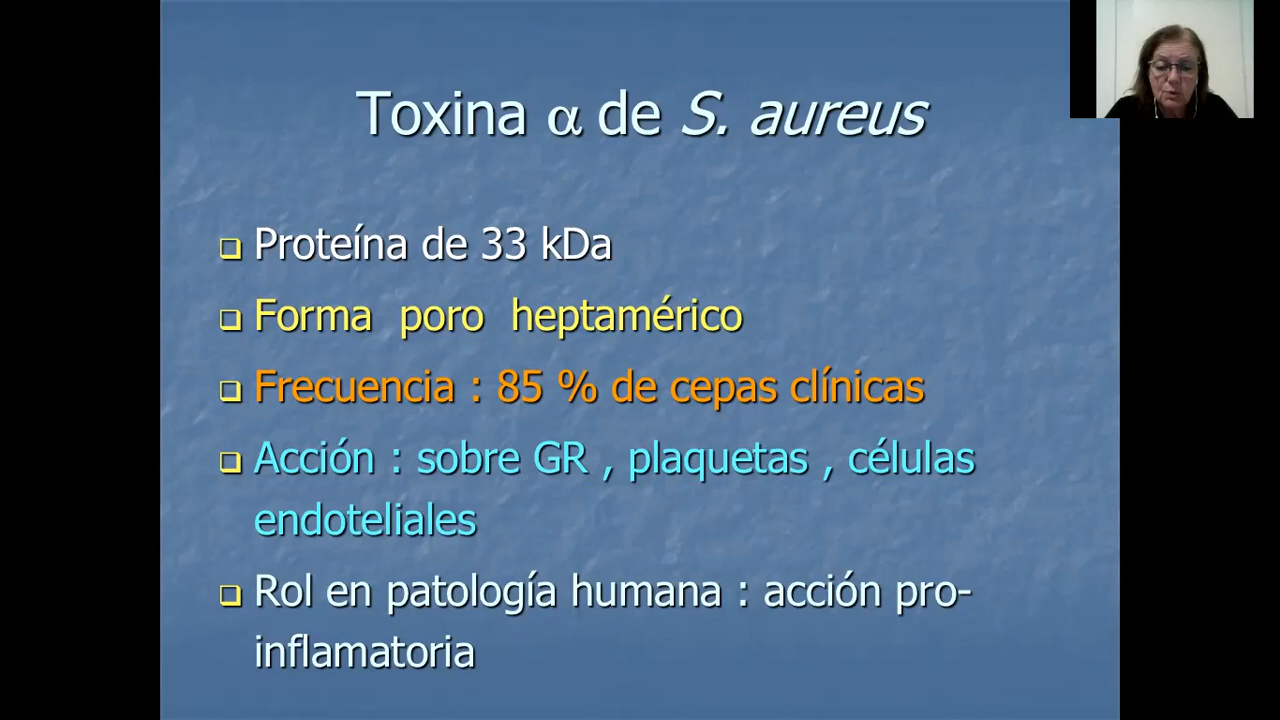 Toxina α de S. aureus
Proteína de 33 kDa
Forma poro heptamérico
Frecuencia : 85 % de cepas clínicas
Acción : sobre GR , plaquetas , células
endoteliales
Rol en patología humana : acción pro-
inflamatoria